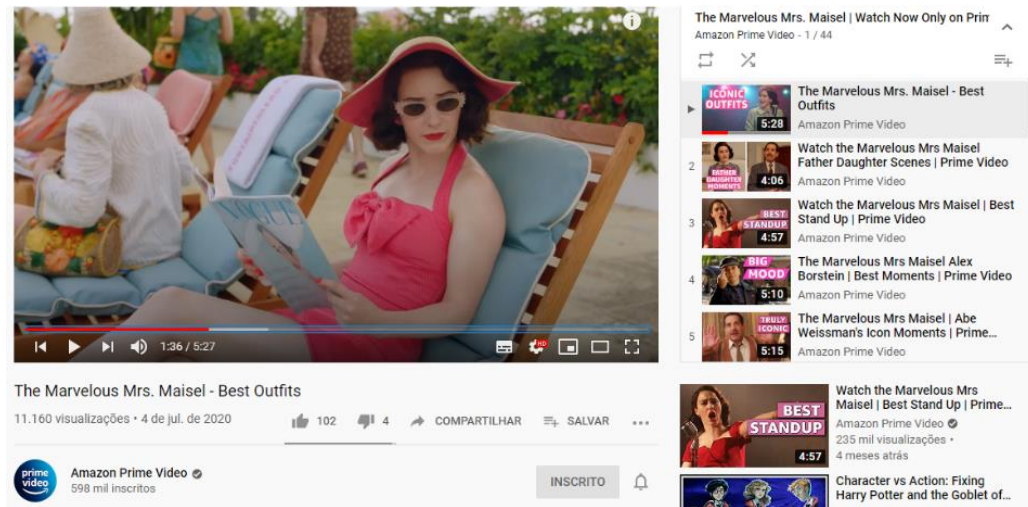 VOGUE
1:36 / 5:27
HD
The Marvelous Mrs. Maisel - Best Outfits
11.160 visualizações • 4 de jul. de 2020
102
4
COMPARTILHAR
SALVAR
prime video
Amazon Prime Video
598 mil inscritos
INSCRITO
The Marvelous Mrs. Maisel | Watch Now Only on Prim
Amazon Prime Video - 1 / 44
ICONIC
OUTFITS
5:28
The Marvelous Mrs. Maisel - Best
Outfits
Amazon Prime Video
2
FATHER
DAUGHTER
MOMENTS
4:06
Watch the Marvelous Mrs Maisel
Father Daughter Scenes | Prime Video
Amazon Prime Video
3
BEST
STANDUP
4:57
Watch the Marvelous Mrs Maisel | Best
Stand Up | Prime Video
Amazon Prime Video
4
BIG
MOOD
5:10
The Marvelous Mrs Maisel Alex
Borstein | Best Moments | Prime Video
Amazon Prime Video
5
TRULY
ICONIC
5:15
The Marvelous Mrs Maisel | Abe
Weissman's Icon Moments | Prime...
Amazon Prime Video
BEST
STANDUP
4:57
Watch the Marvelous Mrs
Maisel | Best Stand Up | Prime...
Amazon Prime Video
235 mil visualizações •
4 meses atrás
Character vs Action: Fixing
Harry Potter and the Goblet of...